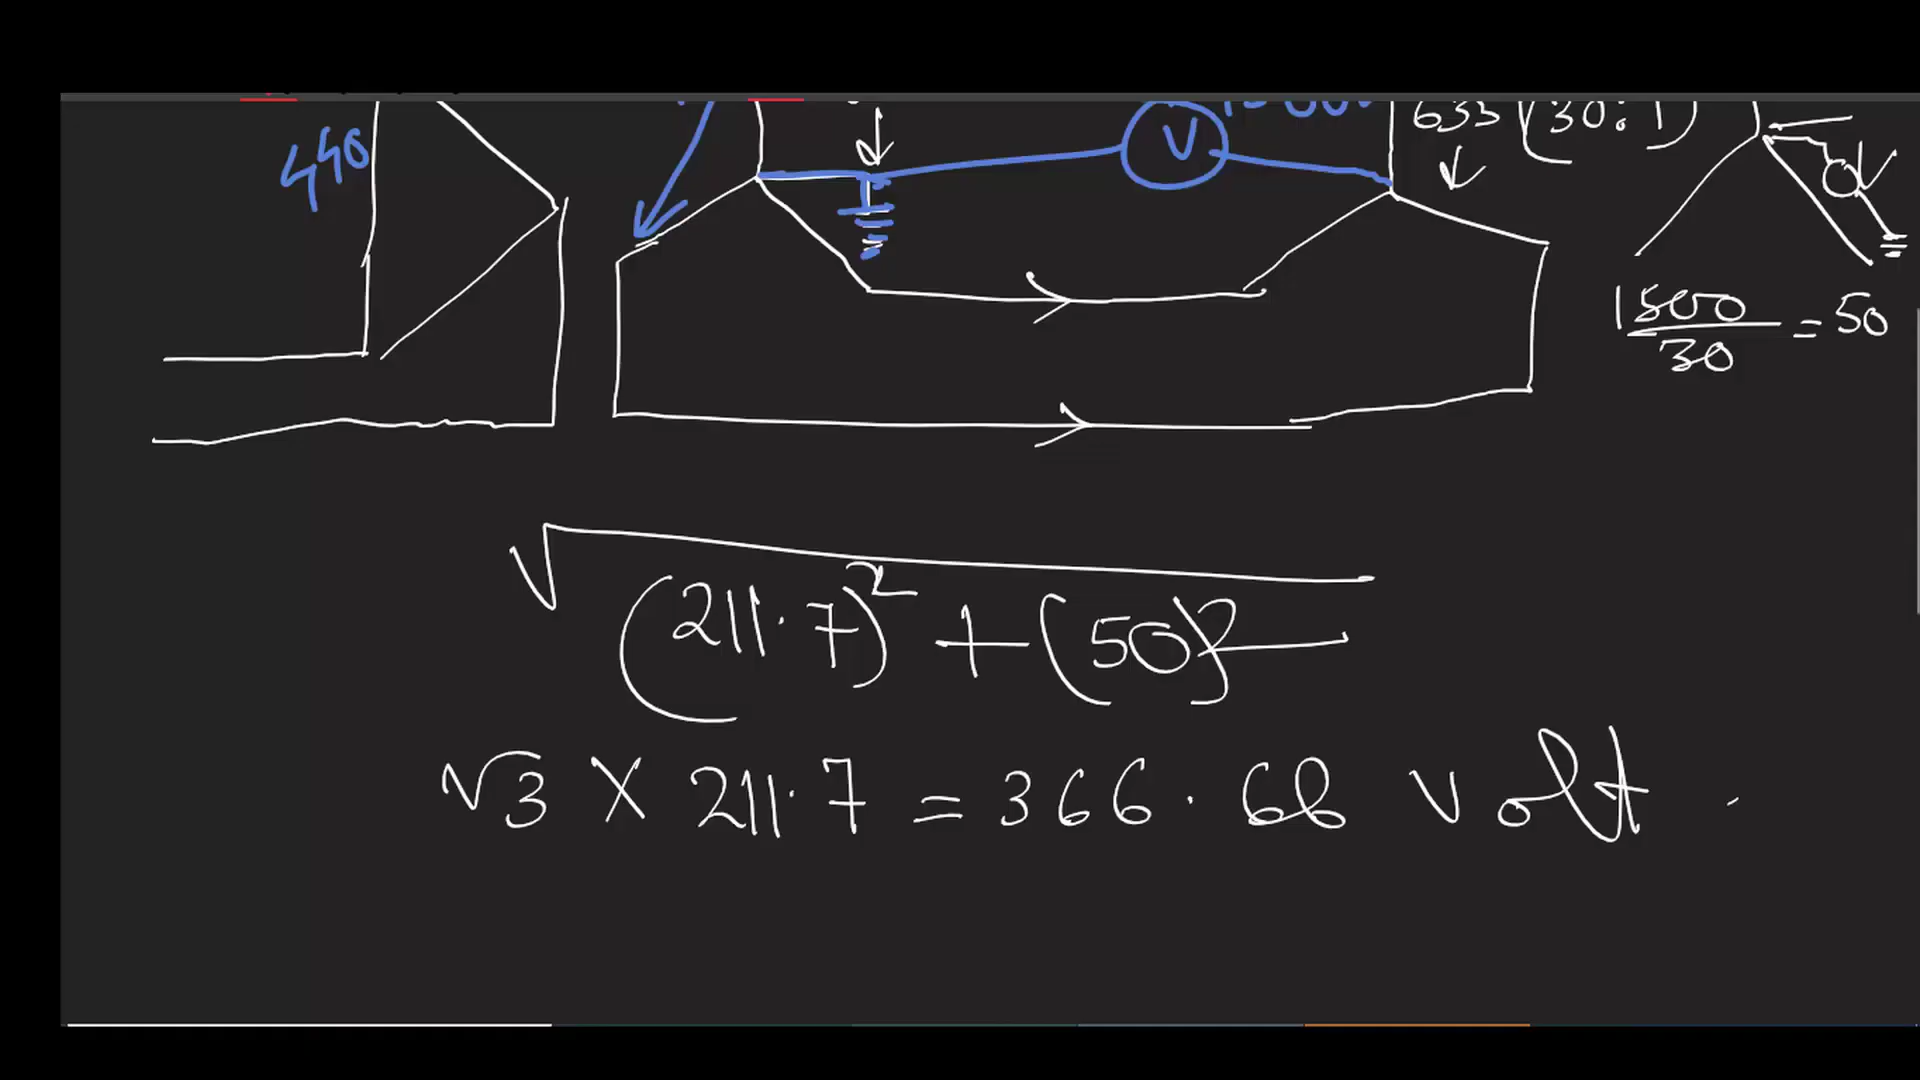 440
V
633 (30:1)
V
1500/30 = 50
√(211.7)² + (50)²
√3 × 211.7 = 366.66 Volt